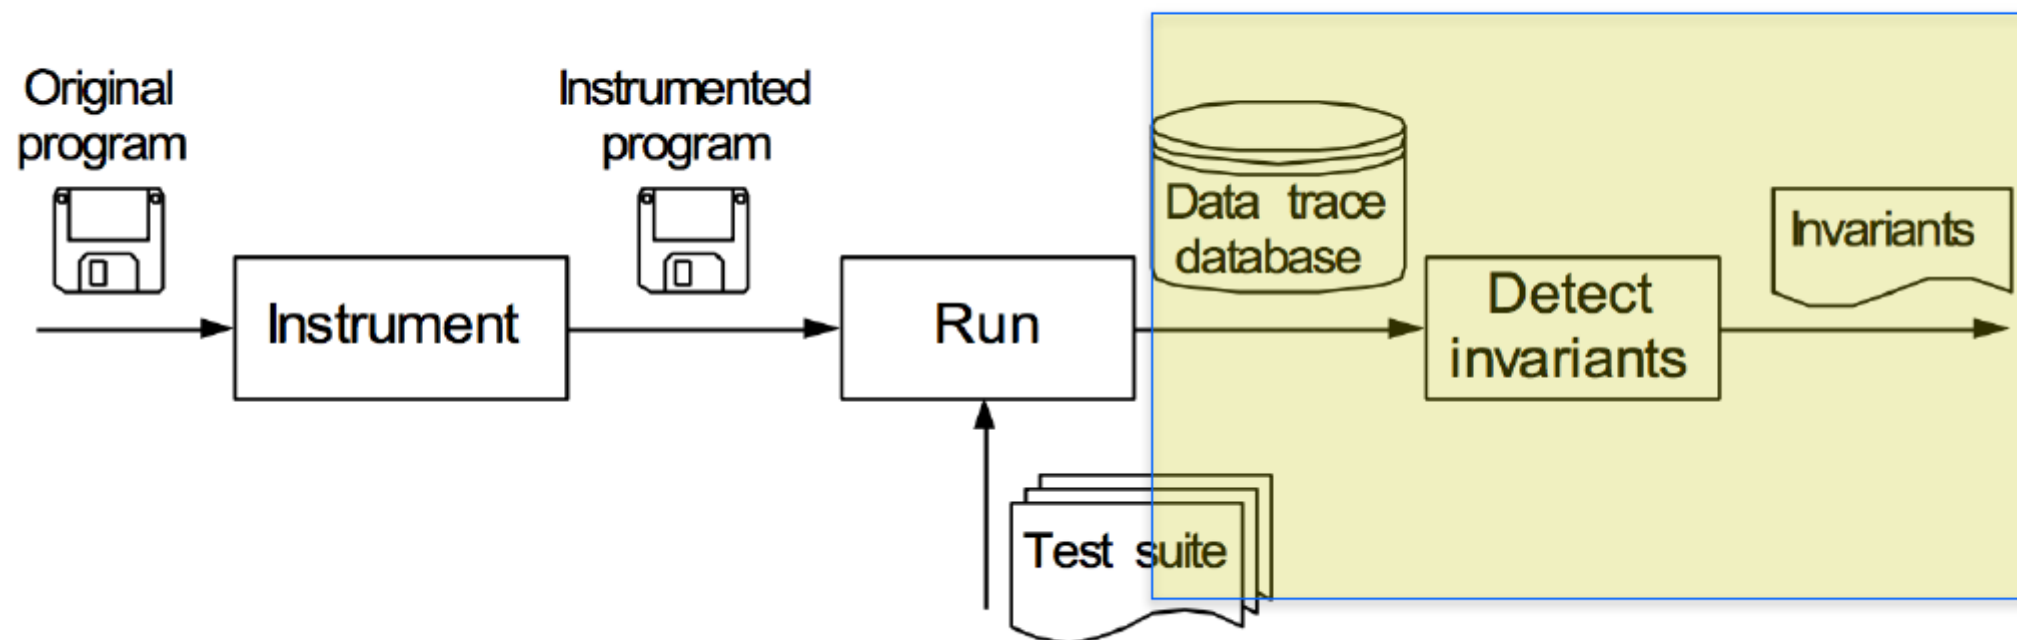 Original
program
Instrument
Instrumented
program
Run
Test suite
Data trace
database
Detect
invariants
Invariants